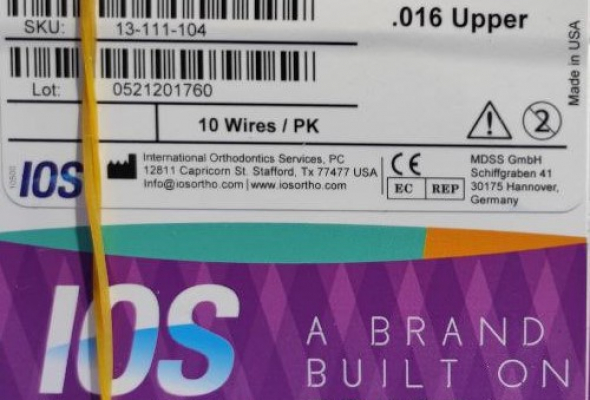 SKU: 13-111-104
.016 Upper
Lot: 0521201760
Made in USA
10 Wires / PK
2
10500
IOS
International Orthodontics Services, PC
12811 Capricorn St. Stafford, Tx 77477 USA
Info@iosortho.com | www.iosortho.com
CE
EC REP
MDSS GmbH
Schiffgraben 41
30175 Hannover,
Germany
IOS
A BRAND
BUILT ON